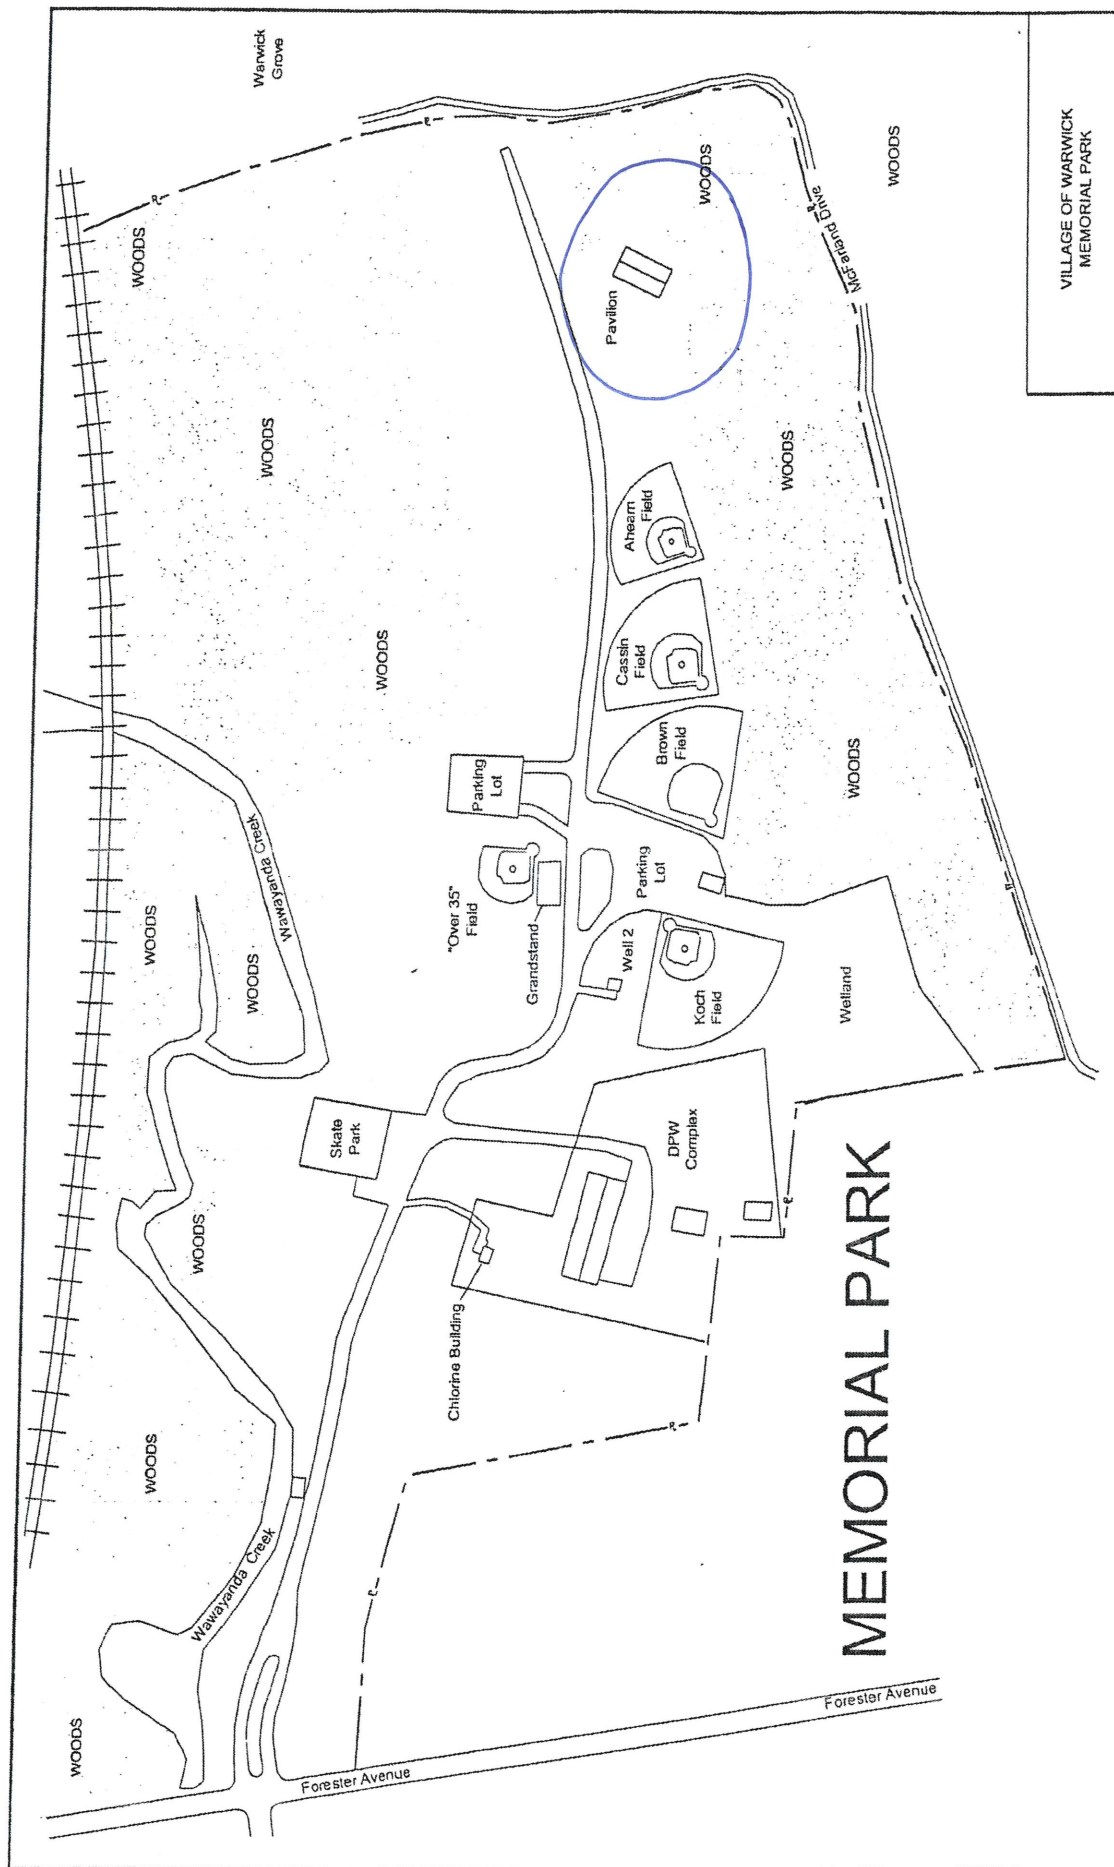 WOODS
Wawayanda Creek
Forester Avenue
Forester Avenue
WOODS
WOODS
Chlorine Building
Skate
Park
WOODS
WOODS
Wawayanda Creek
DPW
Complex
Koch
Field
Well 2
Wetland
Grandstand
"Over 35"
Field
Parking
Lot
Parking
Lot
Brown
Field
Cassin
Field
Ahearn
Field
WOODS
WOODS
WOODS
WOODS
WOODS
Pavilion
WOODS
McFarland Drive
WOODS
Warwick
Grove
MEMORIAL PARK
VILLAGE OF WARWICK
MEMORIAL PARK